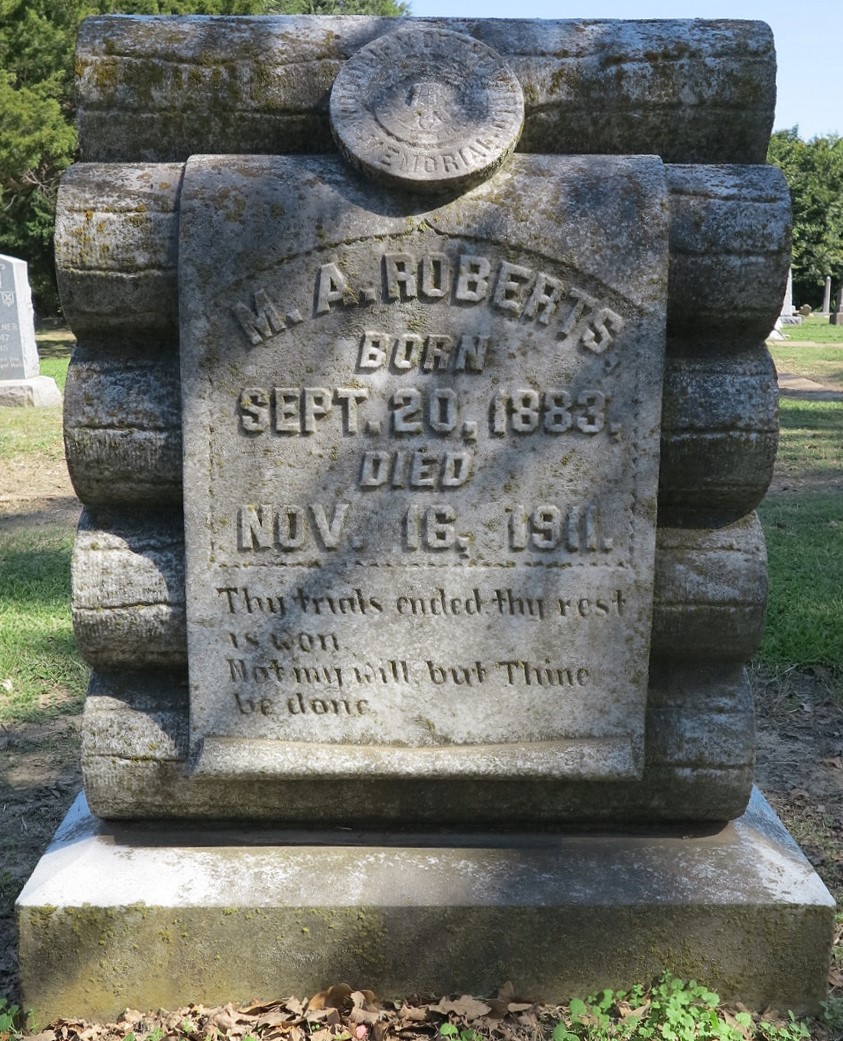 MEMORIAL
M. A. ROBERTS,
BORN
SEPT. 20, 1883.
DIED
NOV. 16, 1911.
Thy trials ended thy rest
is won.
Not my will, but Thine
be done.